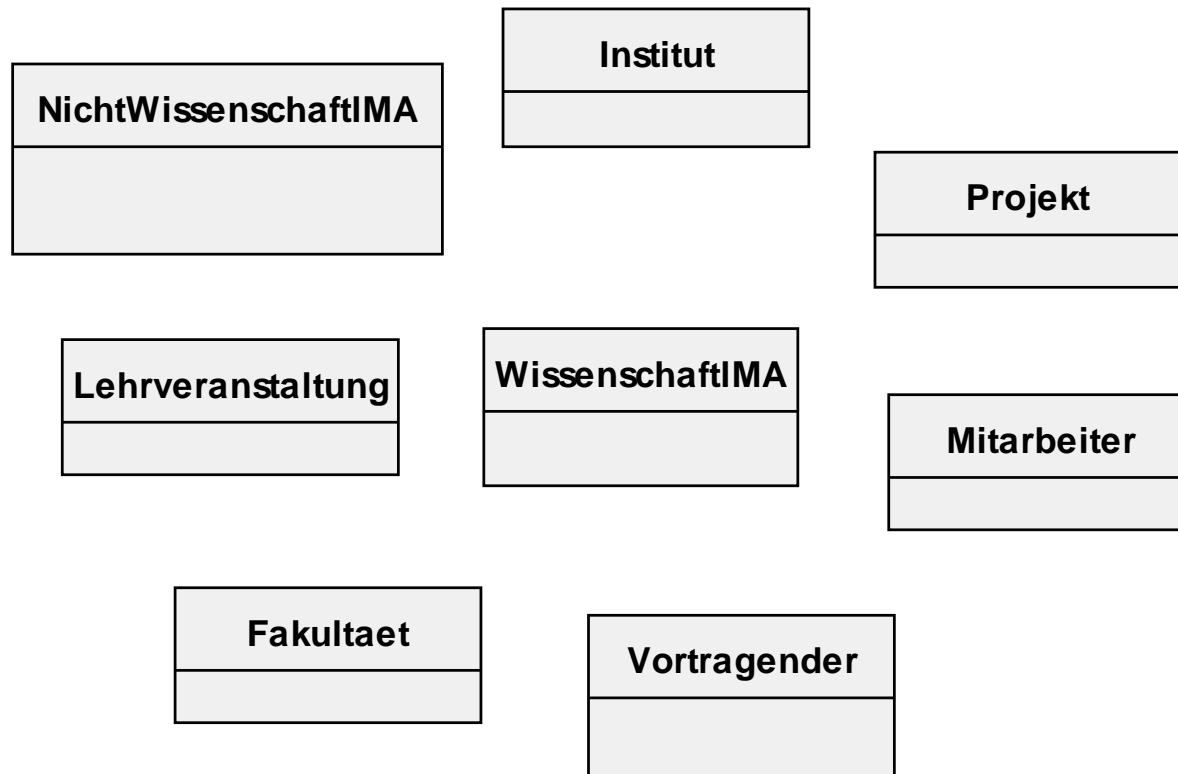 Institut
NichtWissenschaftlMA
Projekt
Lehrveranstaltung
WissenschaftlMA
Mitarbeiter
Fakultaet
Vortragender